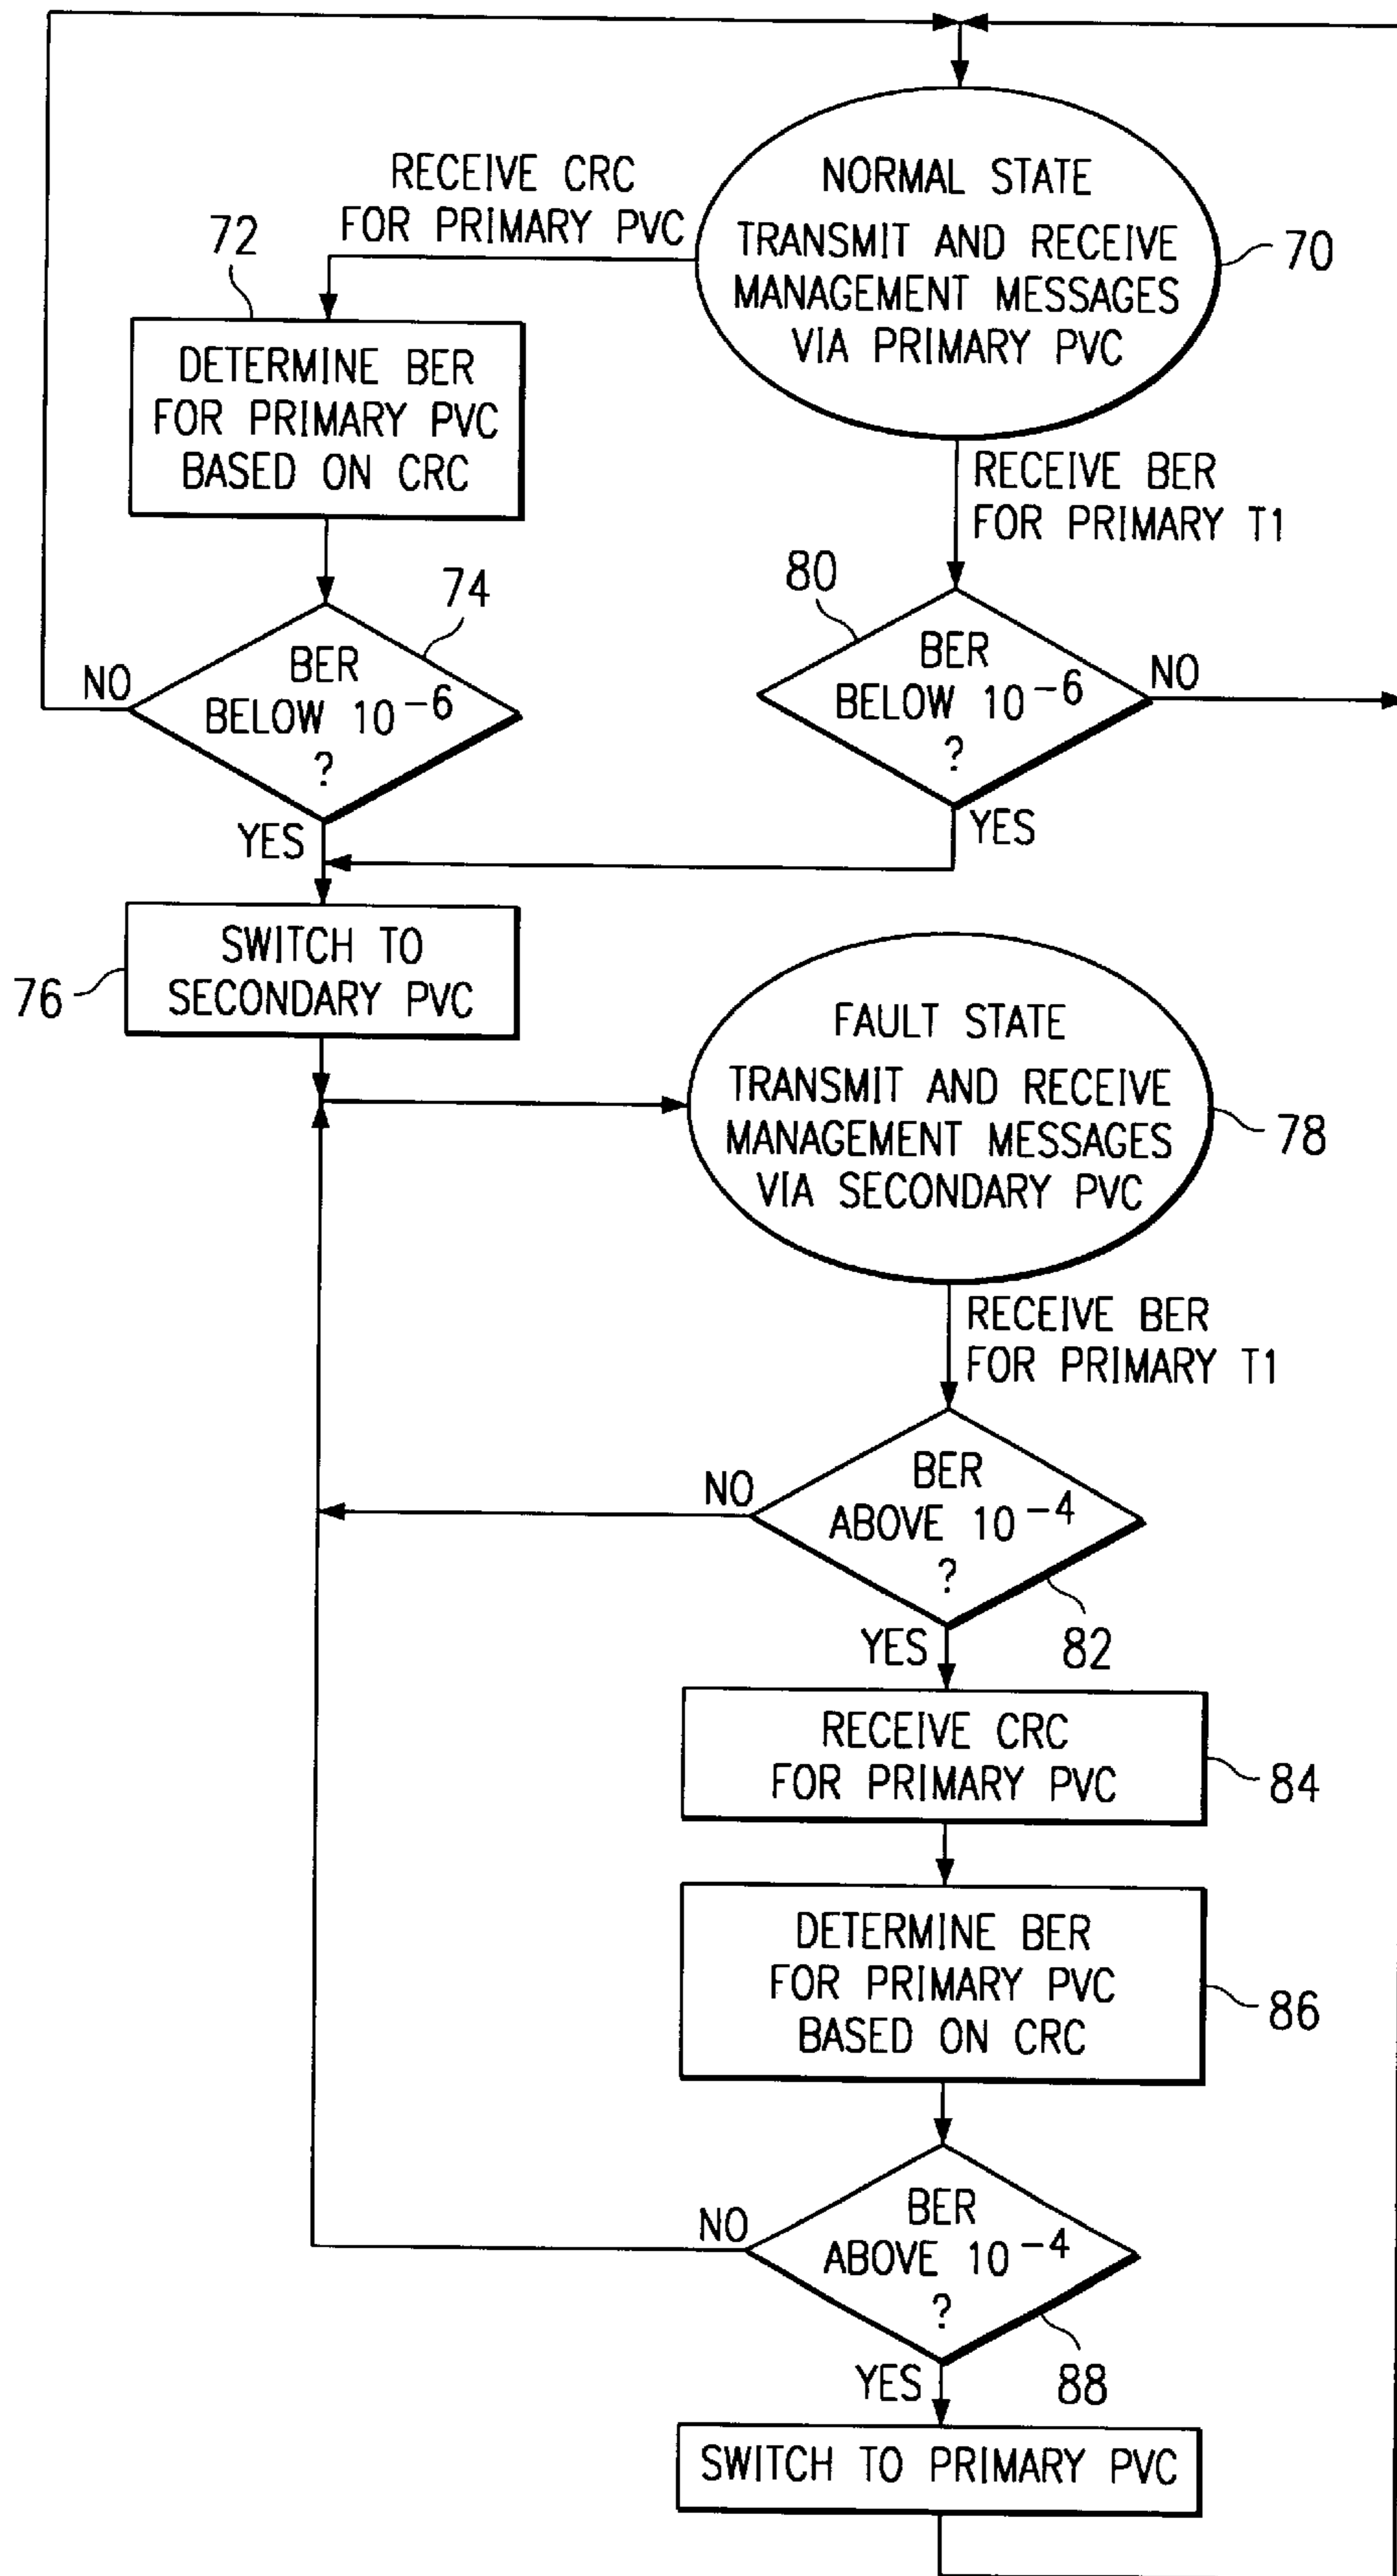 RECEIVE CRC
FOR PRIMARY PVC
72
NORMAL STATE
TRANSMIT AND RECEIVE
MANAGEMENT MESSAGES
VIA PRIMARY PVC
70
DETERMINE BER
FOR PRIMARY PVC
BASED ON CRC
RECEIVE BER
FOR PRIMARY T1
74
BER
BELOW 10⁻⁶
?
NO
YES
80
BER
BELOW 10⁻⁶
?
NO
YES
SWITCH TO
SECONDARY PVC
76
FAULT STATE
TRANSMIT AND RECEIVE
MANAGEMENT MESSAGES
VIA SECONDARY PVC
78
RECEIVE BER
FOR PRIMARY T1
NO
BER
ABOVE 10⁻⁴
?
82
YES
RECEIVE CRC
FOR PRIMARY PVC
84
DETERMINE BER
FOR PRIMARY PVC
BASED ON CRC
86
NO
BER
ABOVE 10⁻⁴
?
88
YES
SWITCH TO PRIMARY PVC